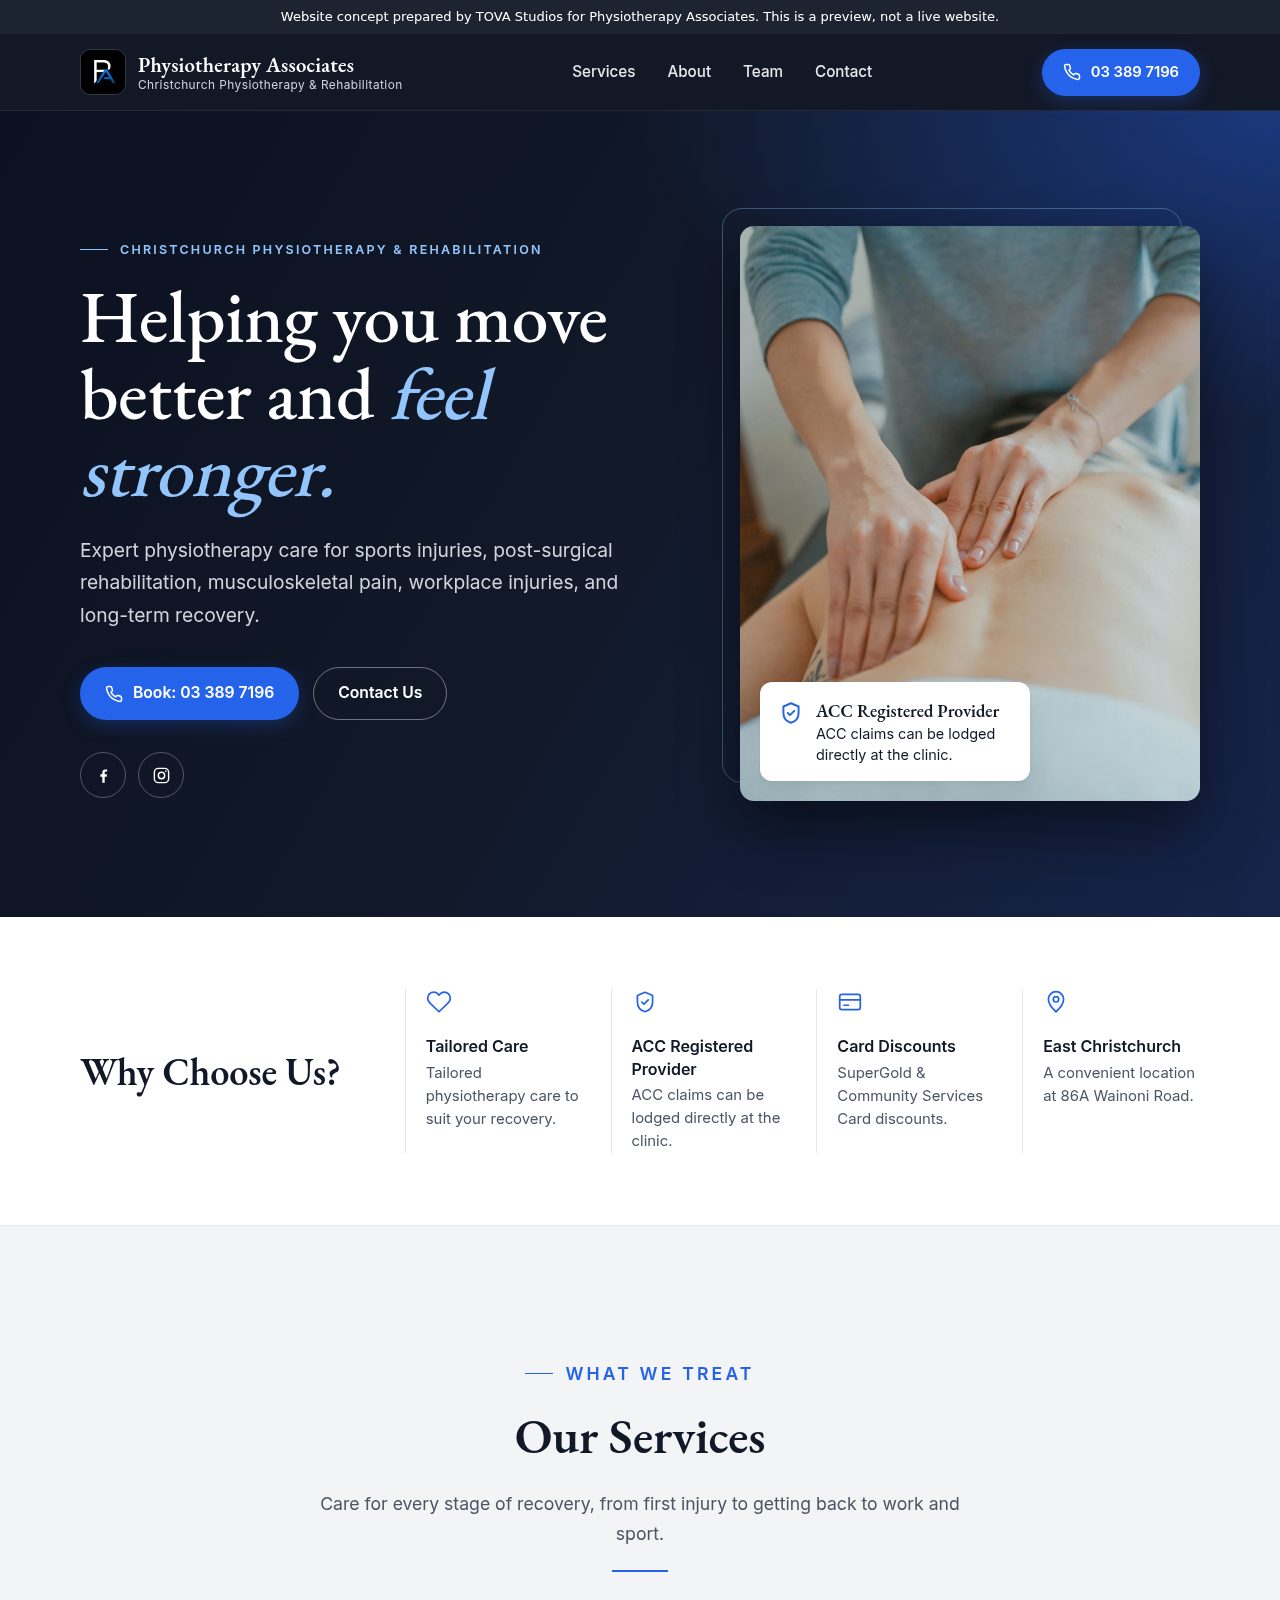 Website concept prepared by TOVA Studios for Physiotherapy Associates. This is a preview, not a live website.
PA
Physiotherapy Associates
Christchurch Physiotherapy & Rehabilitation
Services
About
Team
Contact
03 389 7196
CHRISTCHURCH PHYSIOTHERAPY & REHABILITATION
Helping you move
better and feel
stronger.
Expert physiotherapy care for sports injuries, post-surgical
rehabilitation, musculoskeletal pain, workplace injuries, and
long-term recovery.
Book: 03 389 7196
Contact Us
ACC Registered Provider
ACC claims can be lodged
directly at the clinic.
Why Choose Us?
Tailored Care
Tailored
physiotherapy care to
suit your recovery.
ACC Registered
Provider
ACC claims can be
lodged directly at the
clinic.
Card Discounts
SuperGold &
Community Services
Card discounts.
East Christchurch
A convenient location
at 86A Wainoni Road.
WHAT WE TREAT
Our Services
Care for every stage of recovery, from first injury to getting back to work and
sport.